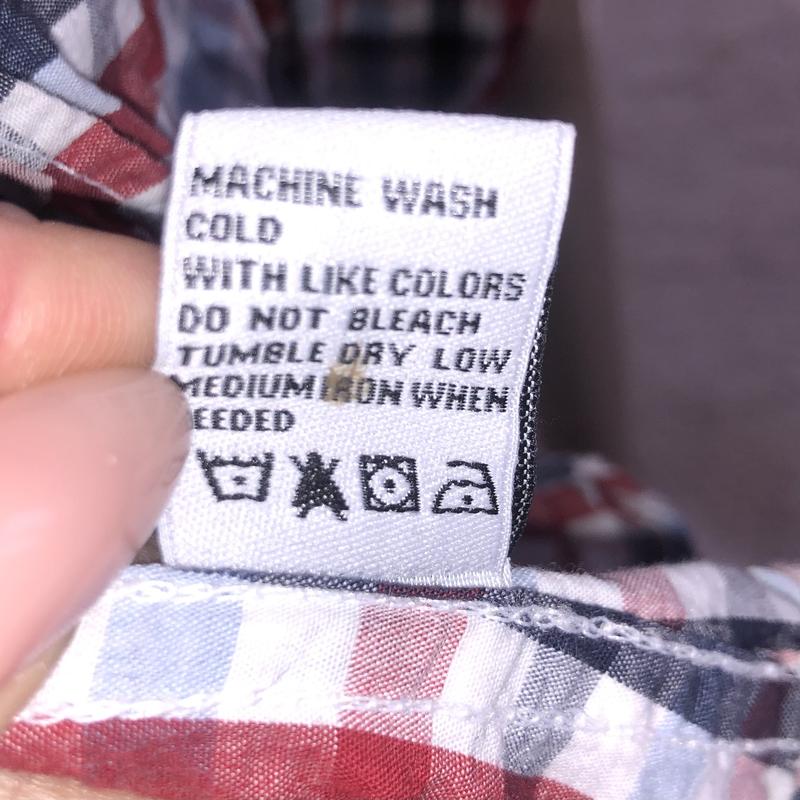 MACHINE WASH
COLD
WITH LIKE COLORS
DO NOT BLEACH
TUMBLE DRY LOW
MEDIUM IRON WHEN
EEDED